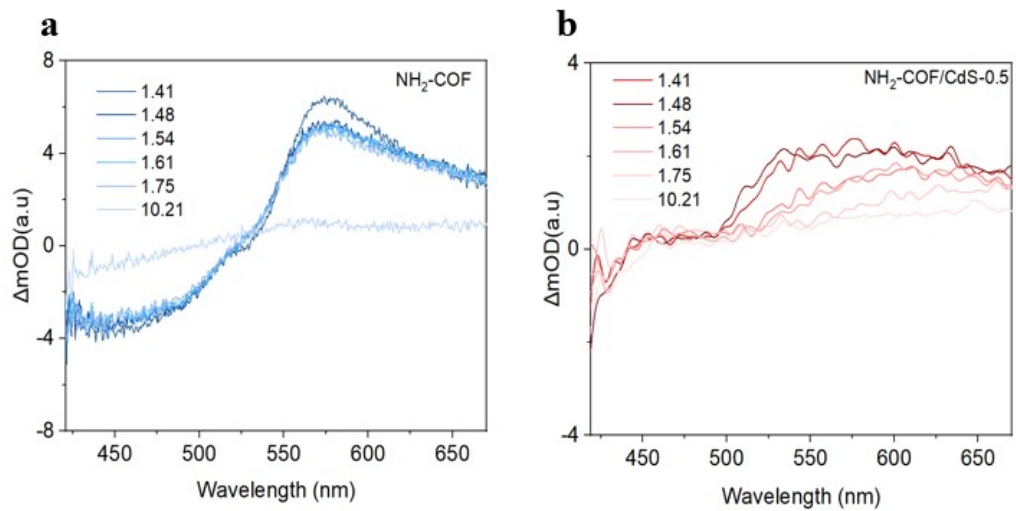 a
8
4
0
-4
-8
ΔmOD(a.u)
NH₂-COF
1.41
1.48
1.54
1.61
1.75
10.21
450 500 550 600 650
Wavelength (nm)
b
4
0
-4
ΔmOD(a.u)
NH₂-COF/CdS-0.5
1.41
1.48
1.54
1.61
1.75
10.21
450 500 550 600 650
Wavelength (nm)